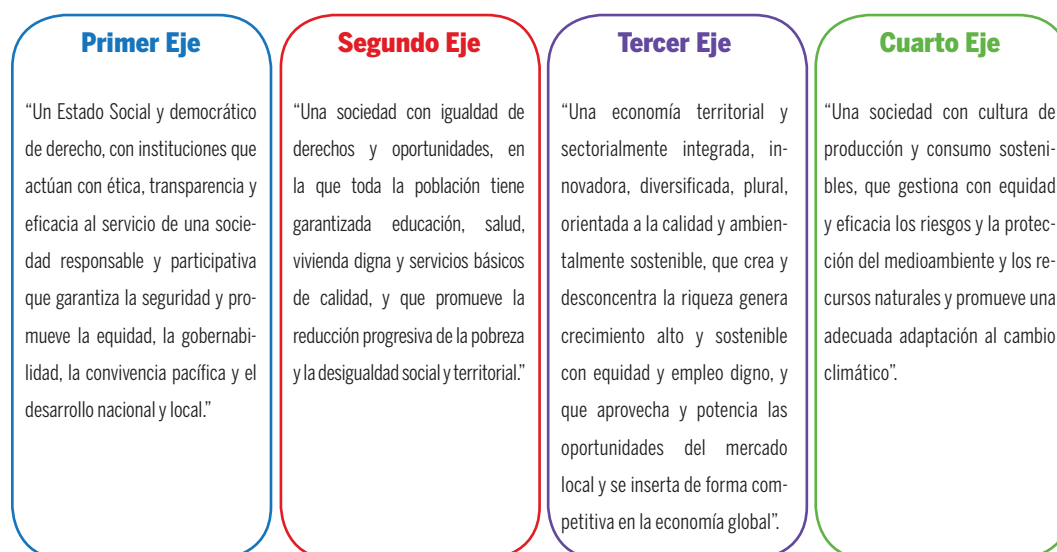 Primer Eje
“Un Estado Social y democrático
de derecho, con instituciones que
actúan con ética, transparencia y
eficacia al servicio de una socie-
dad responsable y participativa
que garantiza la seguridad y pro-
mueve la equidad, la gobernabi-
lidad, la convivencia pacífica y el
desarrollo nacional y local.”
Segundo Eje
“Una sociedad con igualdad de
derechos y oportunidades, en
la que toda la población tiene
garantizada educación, salud,
vivienda digna y servicios básicos
de calidad, y que promueve la
reducción progresiva de la pobreza
y la desigualdad social y territorial.”
Tercer Eje
“Una economía territorial y
sectorialmente integrada, in-
novadora, diversificada, plural,
orientada a la calidad y ambien-
talmente sostenible, que crea y
desconcentra la riqueza genera
crecimiento alto y sostenible
con equidad y empleo digno, y
que aprovecha y potencia las
oportunidades del mercado
local y se inserta de forma com-
petitiva en la economía global”.
Cuarto Eje
“Una sociedad con cultura de
producción y consumo sosteni-
bles, que gestiona con equidad
y eficacia los riesgos y la protec-
ción del medioambiente y los re-
cursos naturales y promueve una
adecuada adaptación al cambio
climático”.